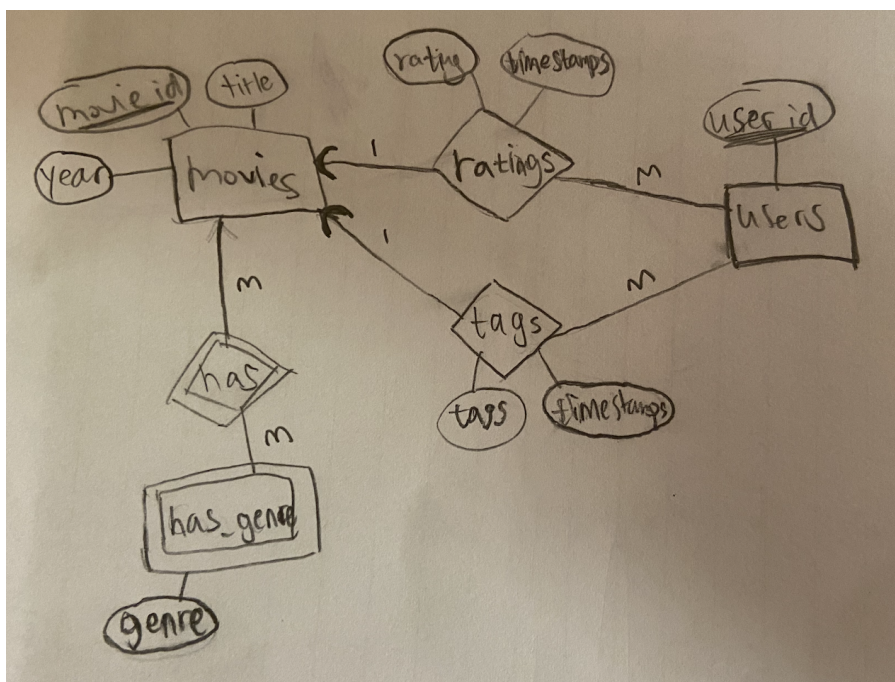 rating
timestamps
movie id
title
user id
year
movies
1
ratings
M
users
1
M
M
tags
has
tags
timestamps
M
has_genre
genre